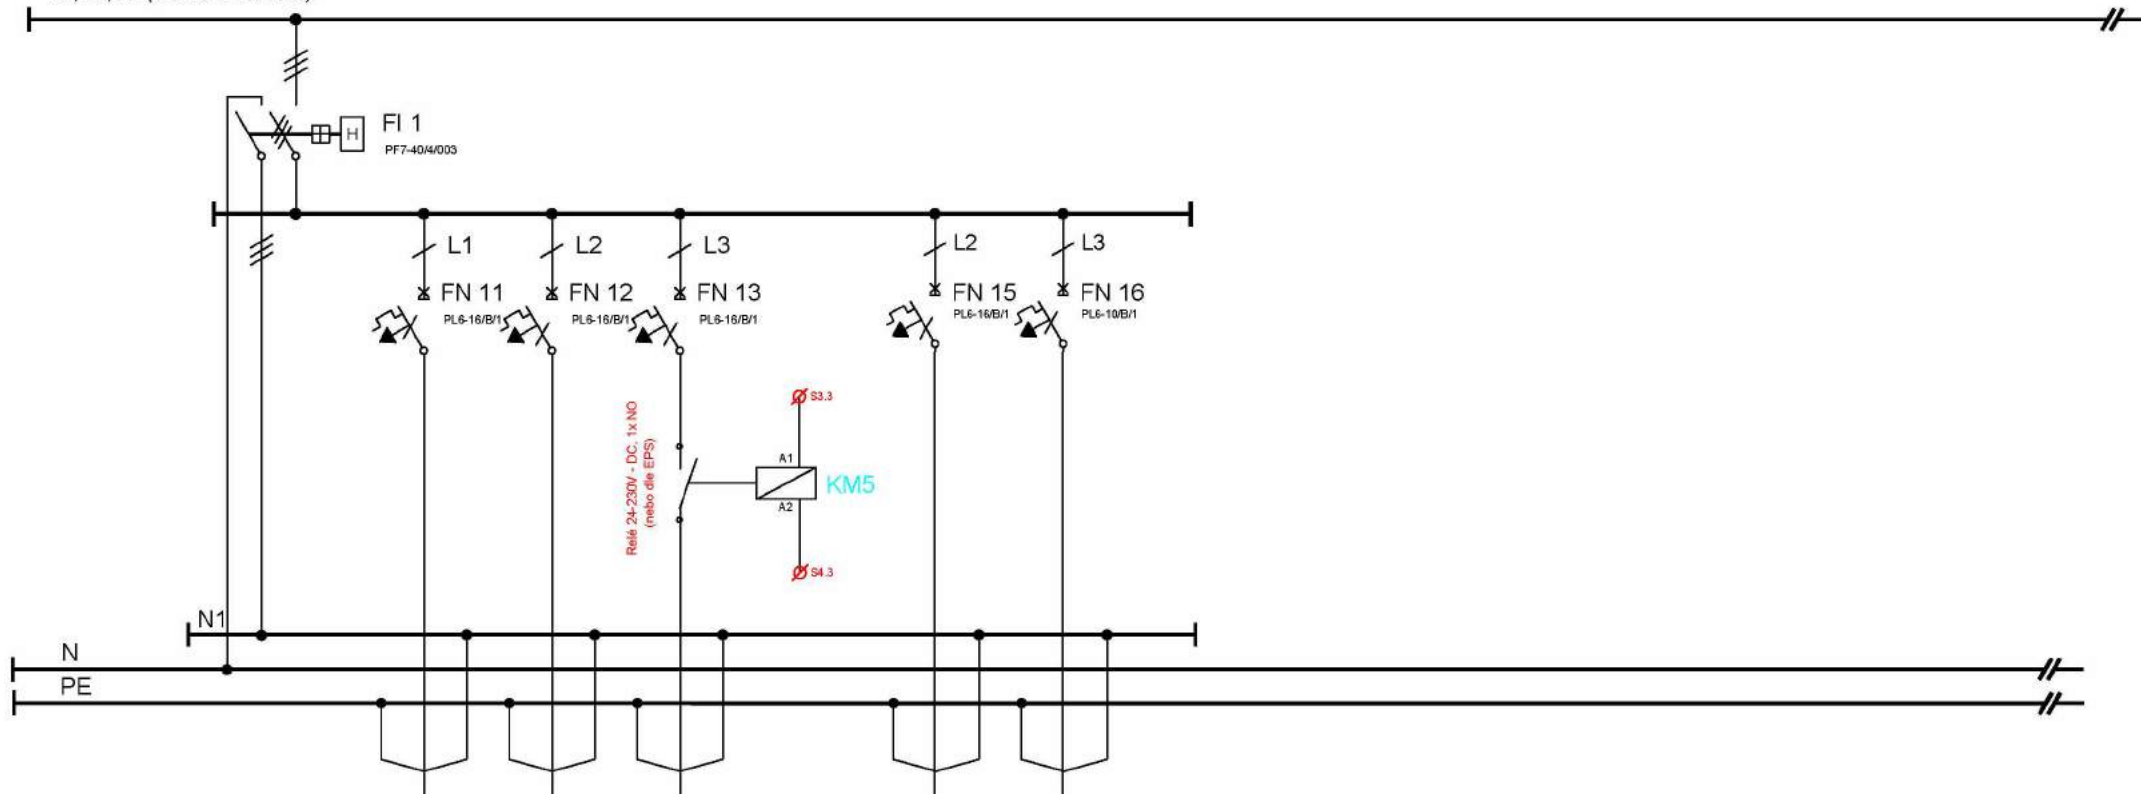 FI 1
PF7-40/4/003
H
L1
L2
L3
L2
L3
FN 11
PL6-16/B/1
FN 12
PL6-16/B/1
FN 13
PL6-16/B/1
FN 15
PL6-16/B/1
FN 16
PL6-10/B/1
Relé 24-230V - DC, 1x NO
(nebo dle EPS)
S3.3
A1
KM5
A2
S4.3
N1
N
PE